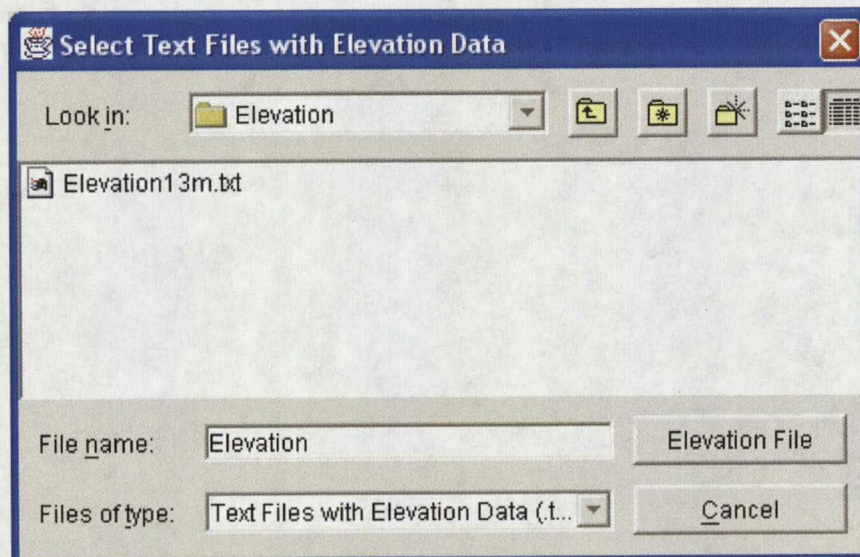 Select Text Files with Elevation Data
Look in: Elevation
Elevation13m.txt
File name: Elevation Elevation File
Files of type: Text Files with Elevation Data (.t... Cancel